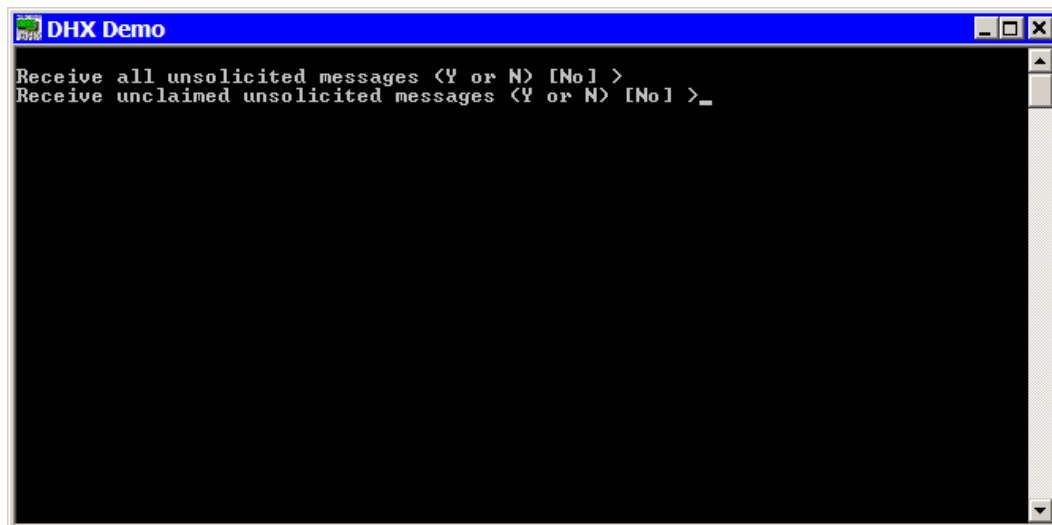 DHX Demo
Receive all unsolicited messages (Y or N) [No] >
Receive unclaimed unsolicited messages (Y or N) [No] >_